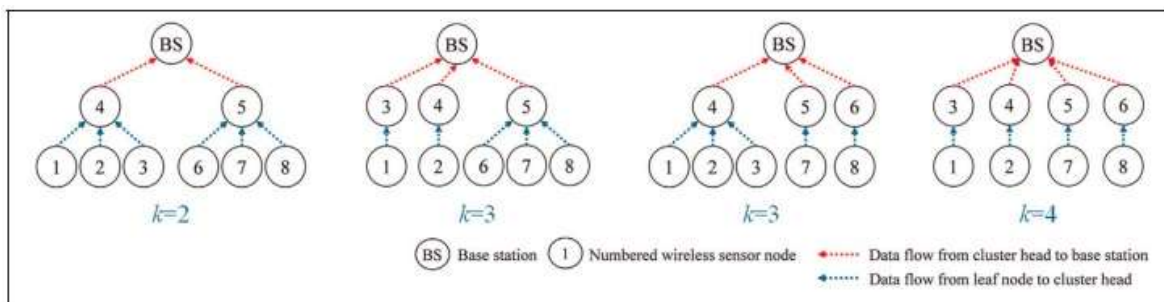 BS BS BS BS
4 5 3 4 5 4 5 6 3 4 5 6
1 2 3 6 7 8 1 2 6 7 8 1 2 3 7 8 1 2 7 8
k=2 k=3 k=3 k=4
BS Base station 1 Numbered wireless sensor node Data flow from cluster head to base station
Data flow from leaf node to cluster head